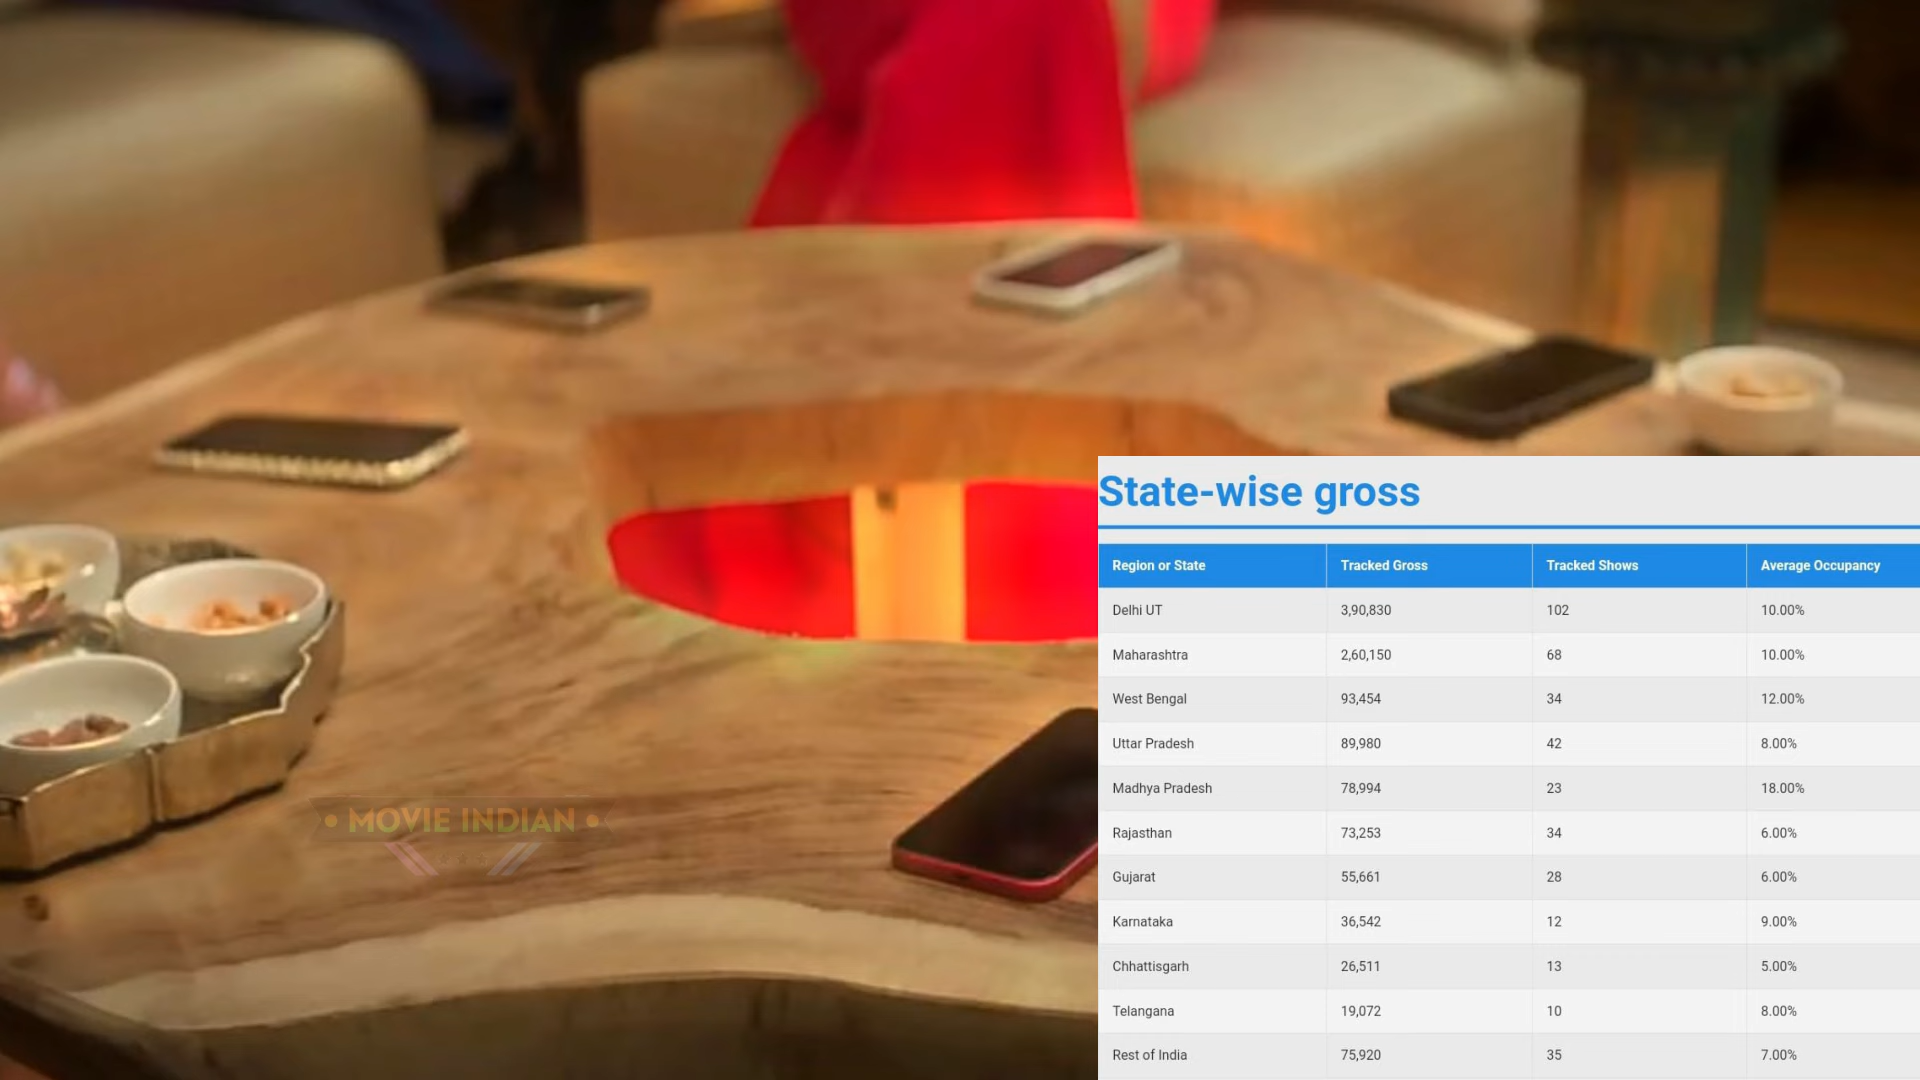 State-wise gross
Region or State Tracked Gross Tracked Shows Average Occupancy
Delhi UT 3,90,830 102 10.00%
Maharashtra 2,60,150 68 10.00%
West Bengal 93,454 34 12.00%
Uttar Pradesh 89,980 42 8.00%
Madhya Pradesh 78,994 23 18.00%
Rajasthan 73,253 34 6.00%
Gujarat 55,661 28 6.00%
Karnataka 36,542 12 9.00%
Chhattisgarh 26,511 13 5.00%
Telangana 19,072 10 8.00%
Rest of India 75,920 35 7.00%
MOVIE INDIAN